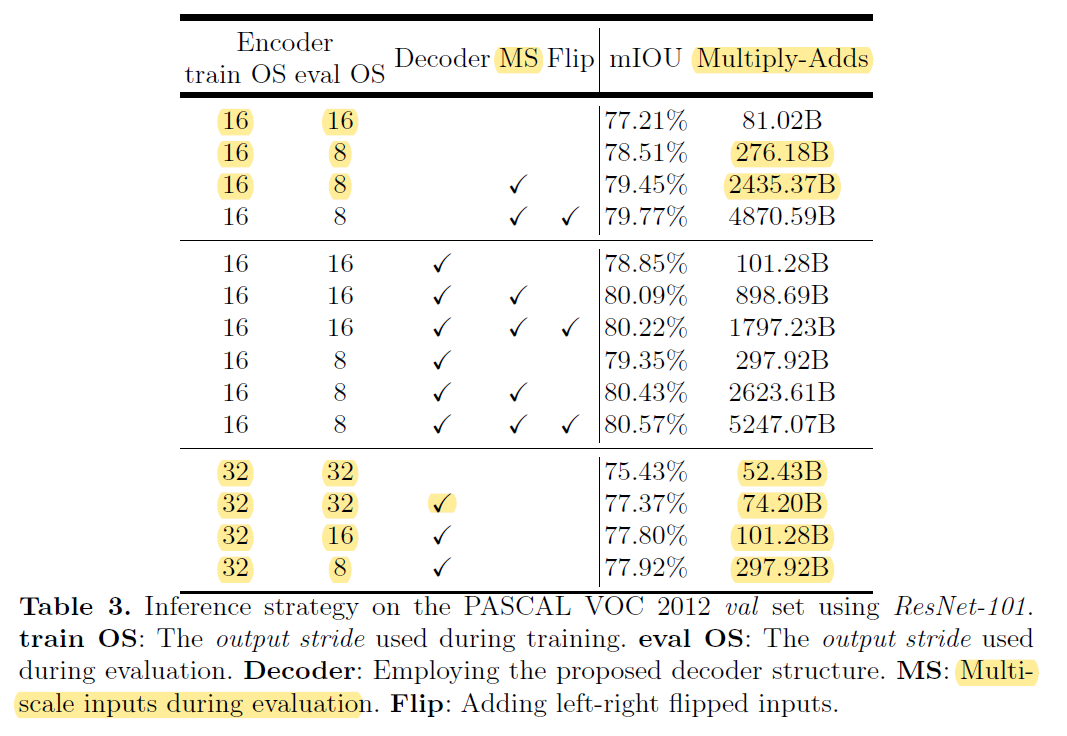 Encoder
train OS eval OS Decoder MS Flip mIOU Multiply-Adds
16 16 77.21% 81.02B
16 8 78.51% 276.18B
16 8 ✓ 79.45% 2435.37B
16 8 ✓ ✓ 79.77% 4870.59B
16 16 ✓ 78.85% 101.28B
16 16 ✓ ✓ 80.09% 898.69B
16 16 ✓ ✓ ✓ 80.22% 1797.23B
16 8 ✓ 79.35% 297.92B
16 8 ✓ ✓ 80.43% 2623.61B
16 8 ✓ ✓ ✓ 80.57% 5247.07B
32 32 75.43% 52.43B
32 32 ✓ 77.37% 74.20B
32 16 ✓ 77.80% 101.28B
32 8 ✓ 77.92% 297.92B
Table 3. Inference strategy on the PASCAL VOC 2012 val set using ResNet-101.
train OS: The output stride used during training. eval OS: The output stride used
during evaluation. Decoder: Employing the proposed decoder structure. MS: Multi-
scale inputs during evaluation. Flip: Adding left-right flipped inputs.